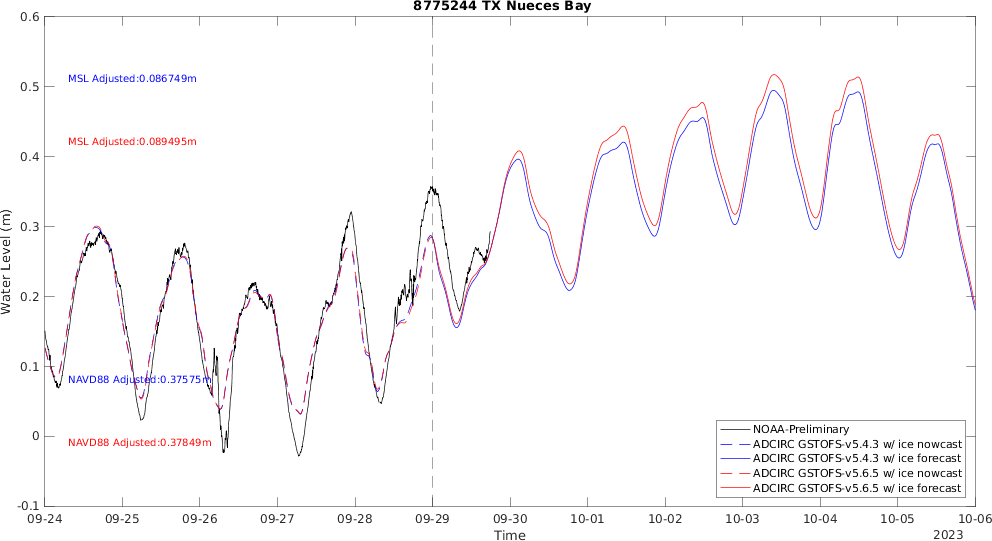 8775244 TX Nueces Bay
0.6
0.5
0.4
0.3
0.2
0.1
0
-0.1
Water Level (m)
MSL Adjusted:0.086749m
MSL Adjusted:0.089495m
NAVD88 Adjusted:0.37575m
NAVD88 Adjusted:0.37849m
NOAA-Preliminary
ADCIRC GSTOFS-v5.4.3 w/ ice nowcast
ADCIRC GSTOFS-v5.4.3 w/ ice forecast
ADCIRC GSTOFS-v5.6.5 w/ ice nowcast
ADCIRC GSTOFS-v5.6.5 w/ ice forecast
09-24 09-25 09-26 09-27 09-28 09-29 09-30 10-01 10-02 10-03 10-04 10-05 10-06
Time
2023